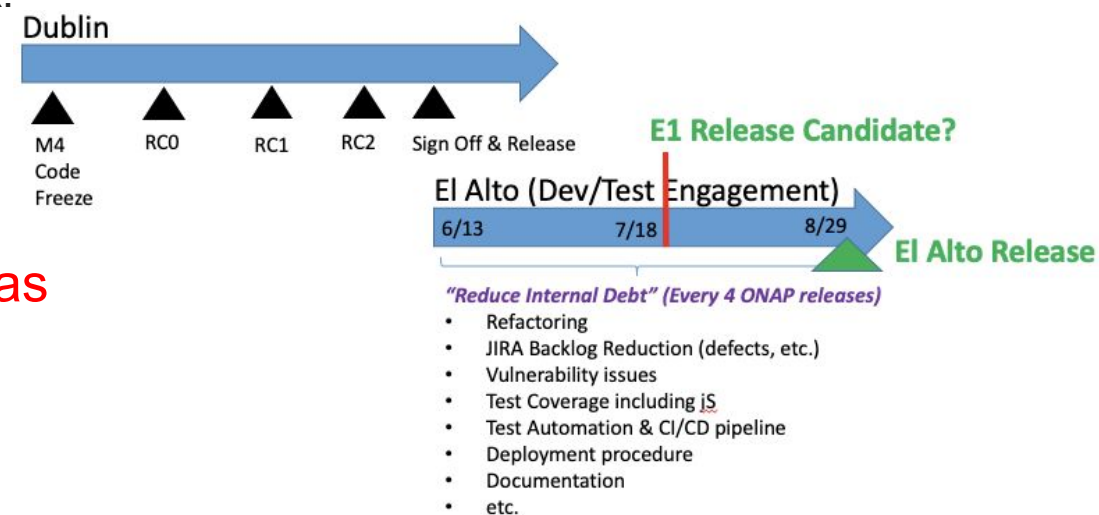 Dublin
M4
Code
Freeze
RC0
RC1
RC2
Sign Off & Release
E1 Release Candidate?
El Alto (Dev/Test Engagement)
6/13
7/18
8/29
El Alto Release
as
“Reduce Internal Debt” (Every 4 ONAP releases)
• Refactoring
• JIRA Backlog Reduction (defects, etc.)
• Vulnerability issues
• Test Coverage including jS
• Test Automation & CI/CD pipeline
• Deployment procedure
• Documentation
• etc.